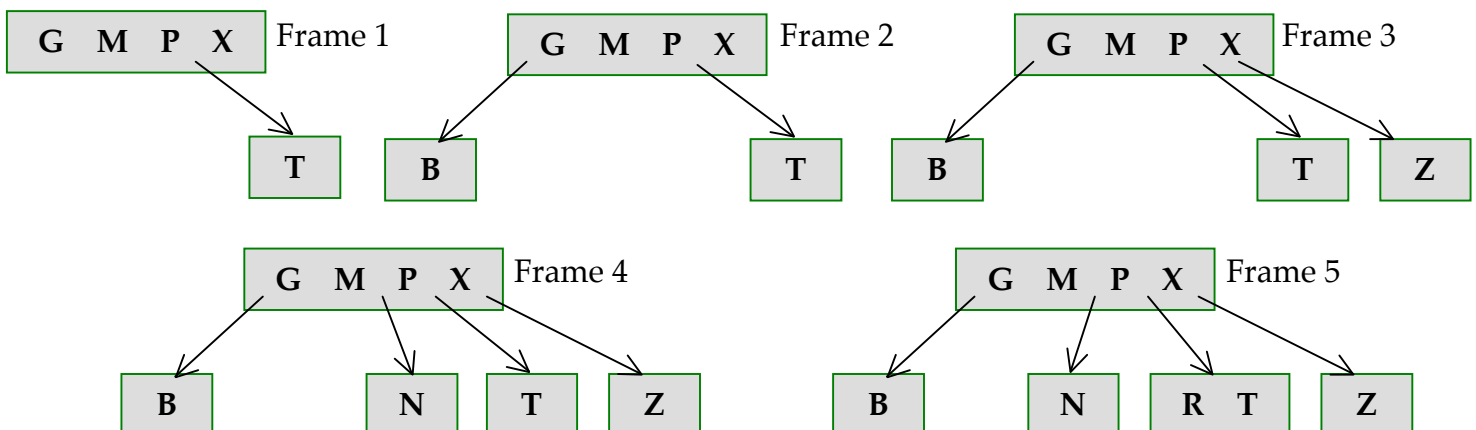 G M P X Frame 1
G M P X Frame 2
G M P X Frame 3
T
B
T
B
T
Z
G M P X Frame 4
G M P X Frame 5
B
N
T
Z
B
N
R T
Z